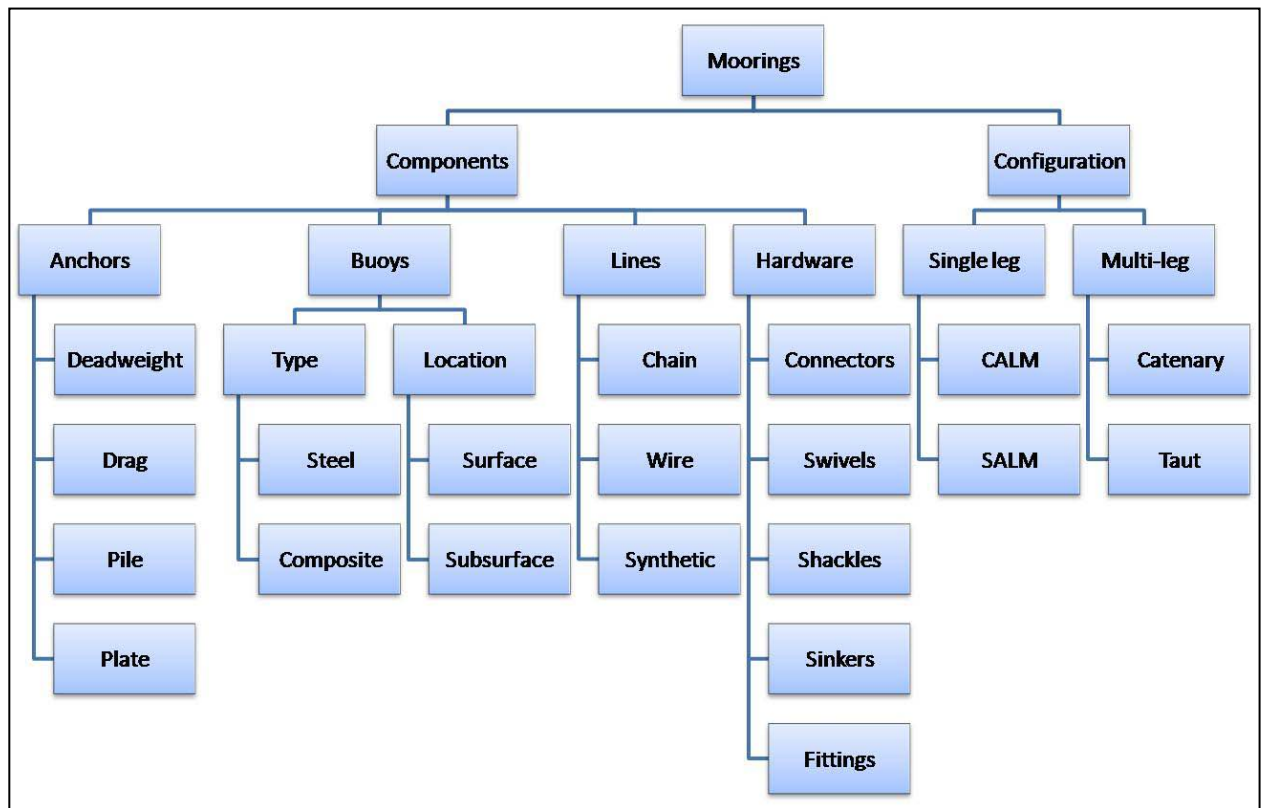 Moorings
Components
Configuration
Anchors
Buoys
Lines
Hardware
Single leg
Multi-leg
Deadweight
Type
Location
Chain
Connectors
CALM
Catenary
Drag
Steel
Surface
Wire
Swivels
SALM
Taut
Pile
Composite
Subsurface
Synthetic
Shackles
Plate
Sinkers
Fittings